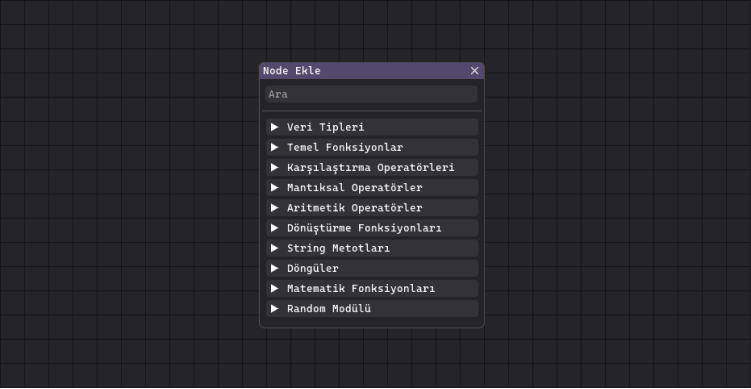 Node Ekle
Ara
Veri Tipleri
Temel Fonksiyonlar
Karşılaştırma Operatörleri
Mantıksal Operatörler
Aritmetik Operatörler
Dönüştürme Fonksiyonları
String Metotları
Döngüler
Matematik Fonksiyonları
Random Modülü